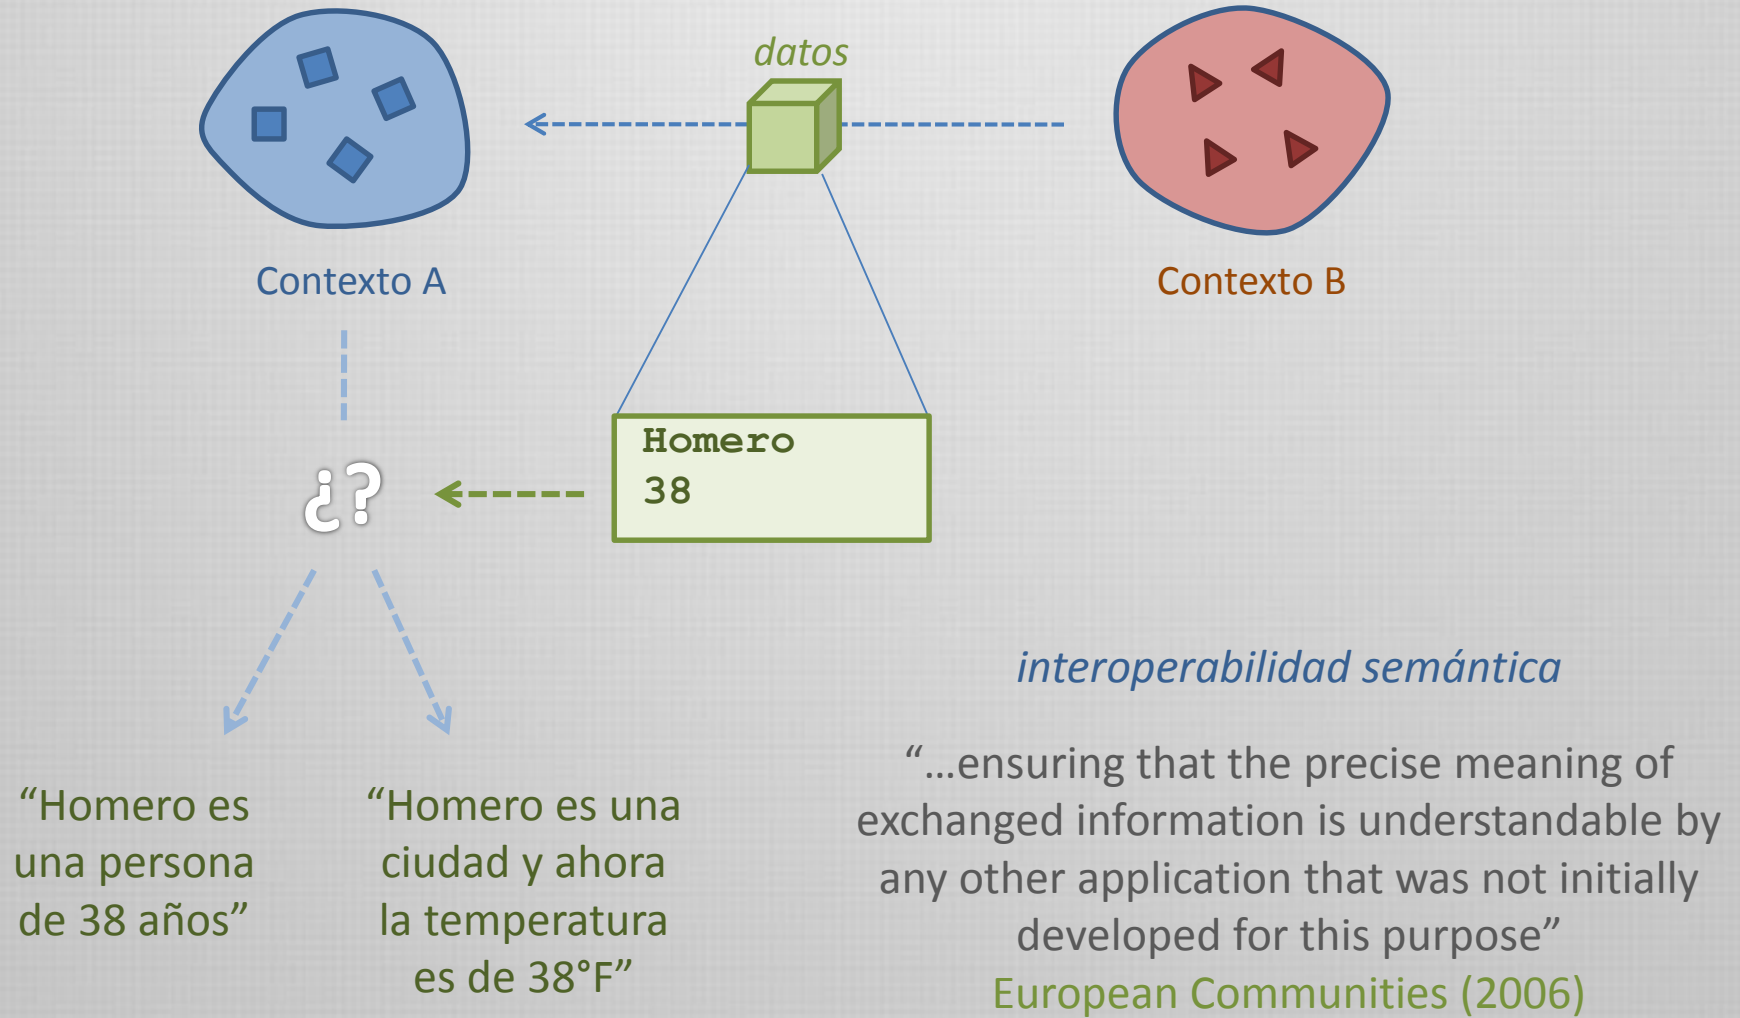 datos
Contexto A
Contexto B
Homero
38
¿?
“Homero es
una persona
de 38 años”
“Homero es una
ciudad y ahora
la temperatura
es de 38°F”
interoperabilidad semántica
“…ensuring that the precise meaning of
exchanged information is understandable by
any other application that was not initially
developed for this purpose”
European Communities (2006)